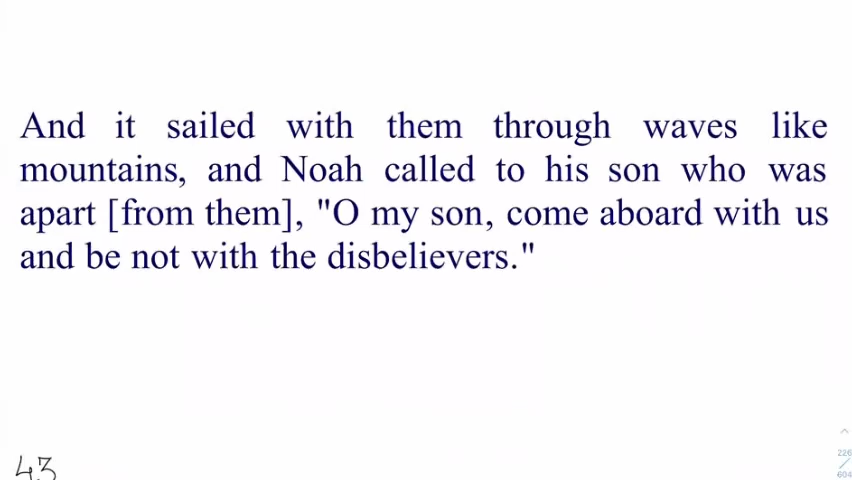 And it sailed with them through waves like
mountains, and Noah called to his son who was
apart [from them], "O my son, come aboard with us
and be not with the disbelievers."
43
226
/
604